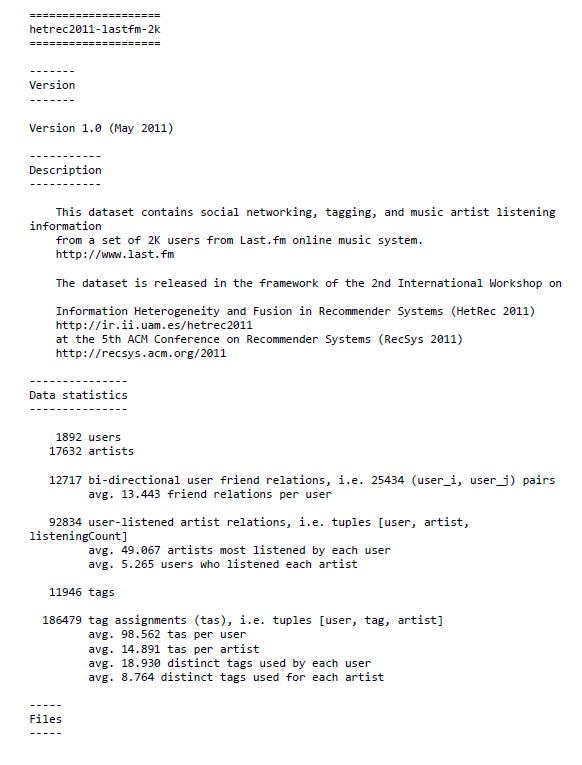 ====================
hetrec2011-lastfm-2k
====================
-------
Version
-------
Version 1.0 (May 2011)
-----------
Description
-----------
This dataset contains social networking, tagging, and music artist listening
information
from a set of 2K users from Last.fm online music system.
http://www.last.fm
The dataset is released in the framework of the 2nd International Workshop on
Information Heterogeneity and Fusion in Recommender Systems (HetRec 2011)
http://ir.ii.uam.es/hetrec2011
at the 5th ACM Conference on Recommender Systems (RecSys 2011)
http://recsys.acm.org/2011
---------------
Data statistics
---------------
1892 users
17632 artists
12717 bi-directional user friend relations, i.e. 25434 (user_i, user_j) pairs
avg. 13.443 friend relations per user
92834 user-listened artist relations, i.e. tuples [user, artist,
listeningCount]
avg. 49.067 artists most listened by each user
avg. 5.265 users who listened each artist
11946 tags
186479 tag assignments (tas), i.e. tuples [user, tag, artist]
avg. 98.562 tas per user
avg. 14.891 tas per artist
avg. 18.930 distinct tags used by each user
avg. 8.764 distinct tags used for each artist
-----
Files
-----